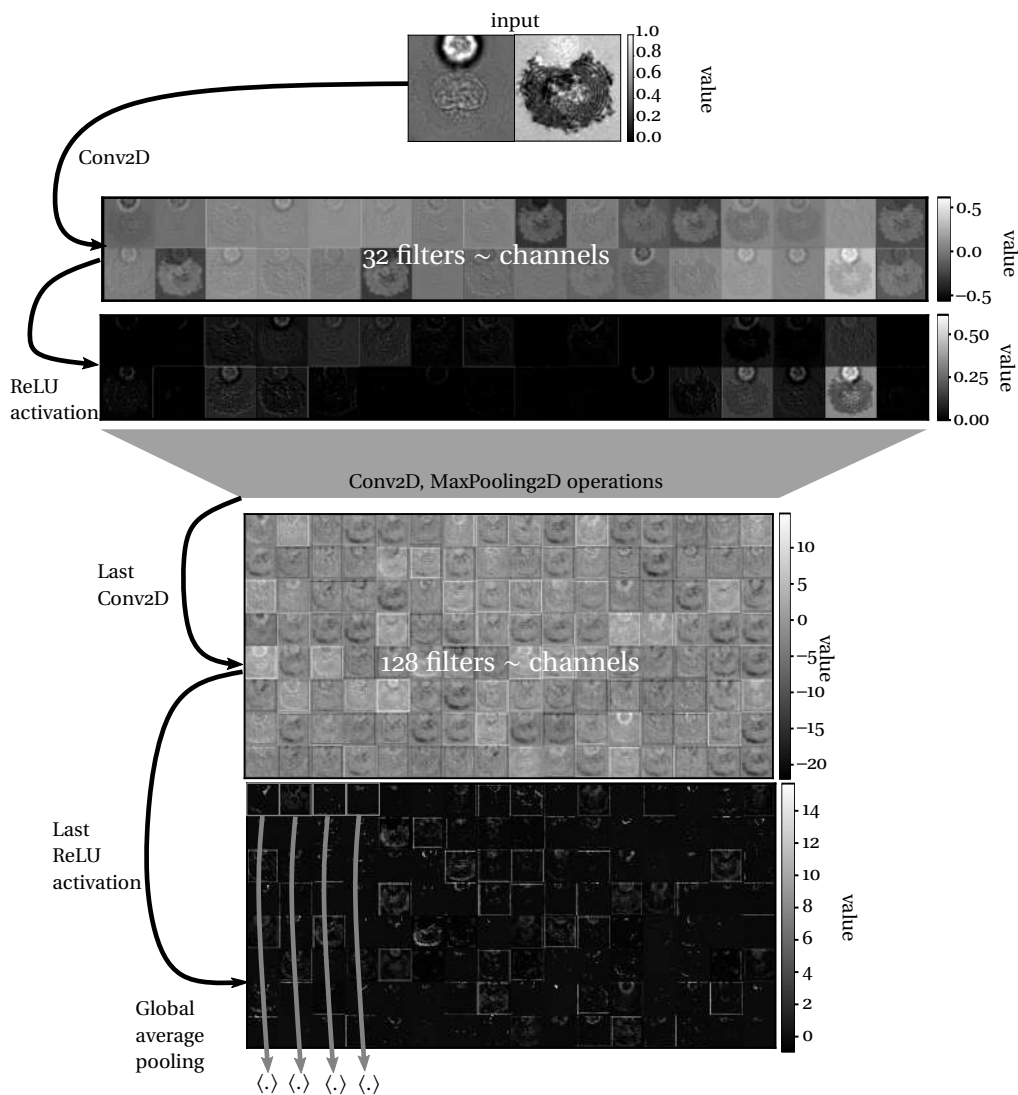 input
1.0
0.8
0.6
0.4
0.2
0.0
value
Conv2D
32 filters ~ channels
0.5
0.0
−0.5
value
ReLU
activation
0.50
0.25
0.00
value
Conv2D, MaxPooling2D operations
Last
Conv2D
128 filters ~ channels
10
5
0
−5
−10
−15
−20
value
Last
ReLU
activation
14
12
10
8
6
4
2
0
value
Global
average
pooling
⟨.⟩ ⟨.⟩ ⟨.⟩ ⟨.⟩